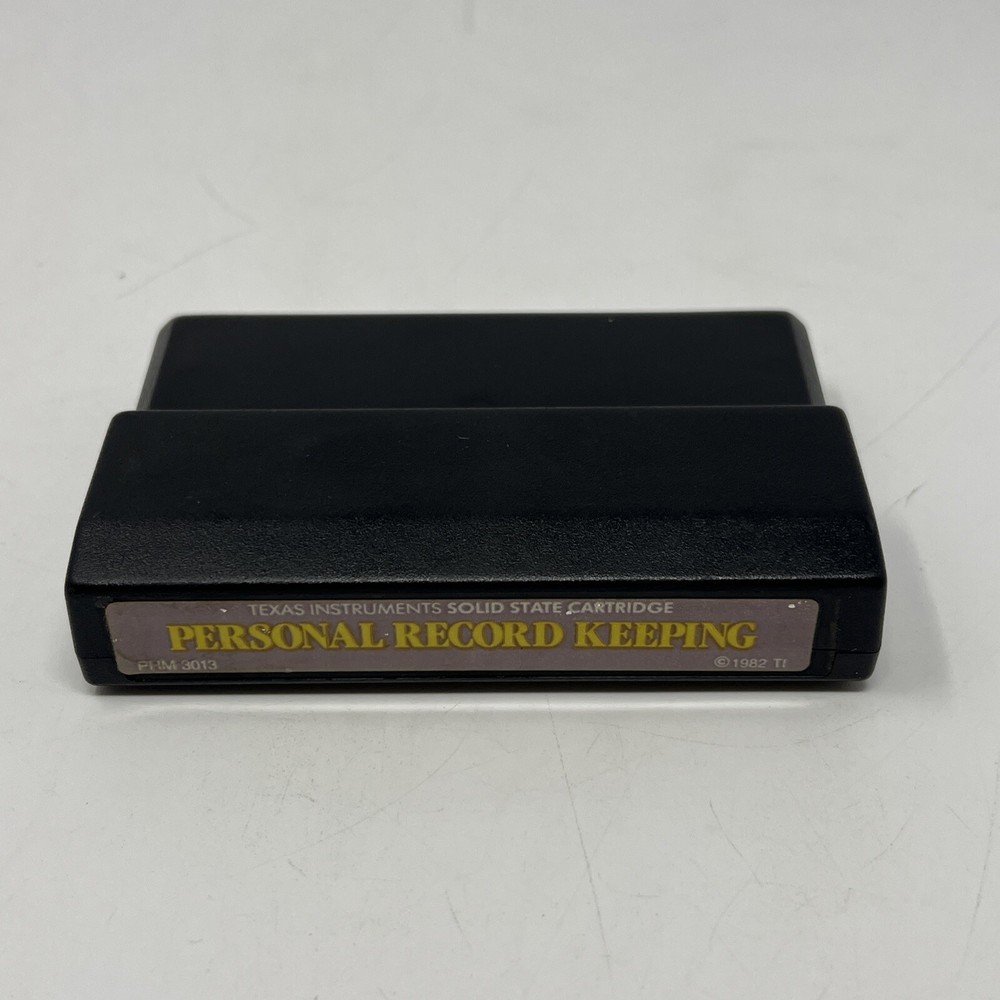 TEXAS INSTRUMENTS SOLID STATE CARTRIDGE
PERSONAL RECORD KEEPING
PHM 3013
©1982 TI